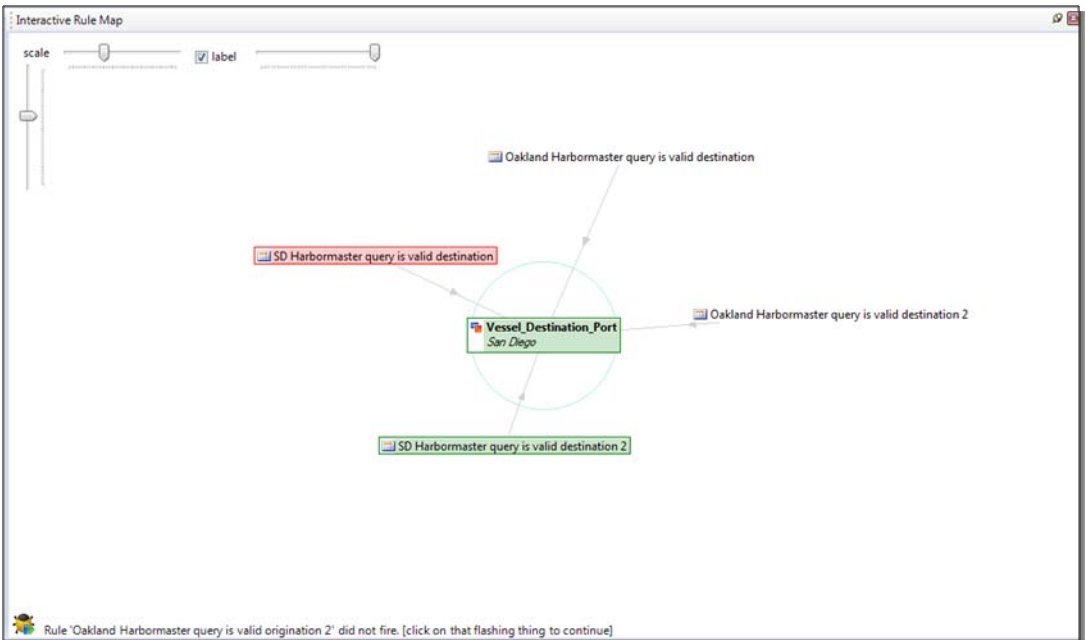 Interactive Rule Map
scale
label
Oakland Harbormaster query is valid destination
SD Harbormaster query is valid destination
Oakland Harbormaster query is valid destination 2
Vessel_Destination_Port
San Diego
SD Harbormaster query is valid destination 2
Rule 'Oakland Harbormaster query is valid origination 2' did not fire. [click on that flashing thing to continue]